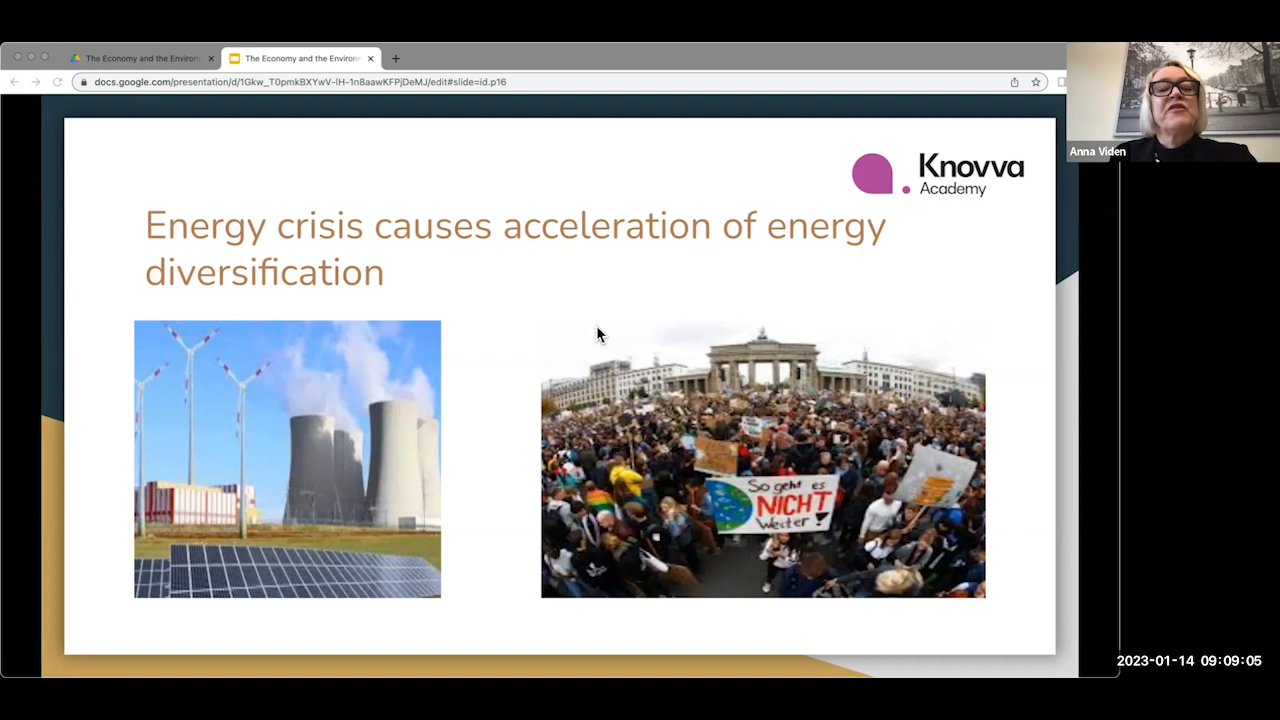 The Economy and the Environ
The Economy and the Environ
docs.google.com/presentation/d/1Gkw_T0pmkBXYwV-lH-1n8aawKFPjDeMJ/edit#slide=id.p16
Anna Viden
Knovva
Academy
Energy crisis causes acceleration of energy
diversification
So geht es
NICHT
Weiter!
2023-01-14 09:09:05